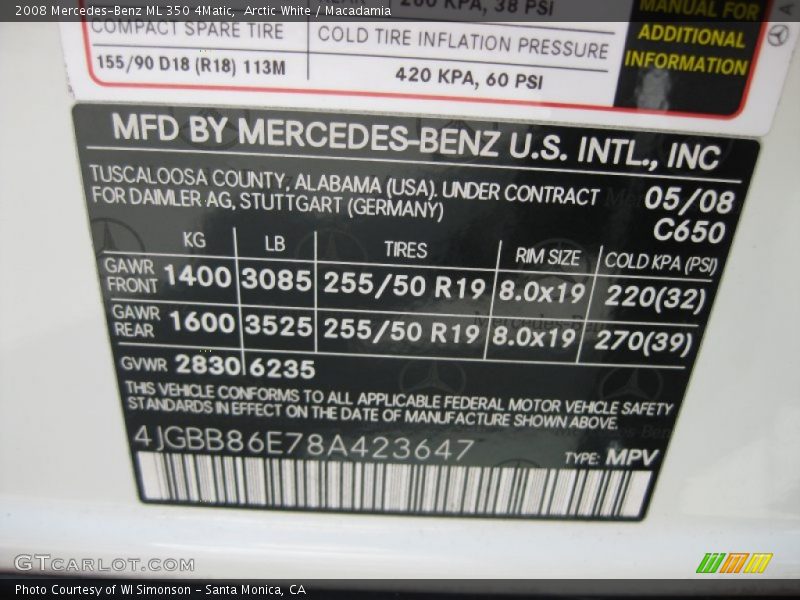 2008 Mercedes-Benz ML 350 4Matic, Arctic White / Macadamia
200 KPA, 38 PSI
MANUAL FOR
COMPACT SPARE TIRE
COLD TIRE INFLATION PRESSURE
ADDITIONAL
155/90 D18 (R18) 113M
420 KPA, 60 PSI
INFORMATION
MFD BY MERCEDES-BENZ U.S. INTL., INC
TUSCALOOSA COUNTY, ALABAMA (USA), UNDER CONTRACT
FOR DAIMLER AG, STUTTGART (GERMANY)
05/08
C650
KG LB TIRES RIM SIZE COLD KPA (PSI)
GAWR FRONT 1400 3085 255/50 R19 8.0x19 220(32)
GAWR REAR 1600 3525 255/50 R19 8.0x19 270(39)
GVWR 2830 6235
THIS VEHICLE CONFORMS TO ALL APPLICABLE FEDERAL MOTOR VEHICLE SAFETY
STANDARDS IN EFFECT ON THE DATE OF MANUFACTURE SHOWN ABOVE.
4JGBB86E78A423647
TYPE: MPV
GTCARLOT.COM
Photo Courtesy of WI Simonson - Santa Monica, CA